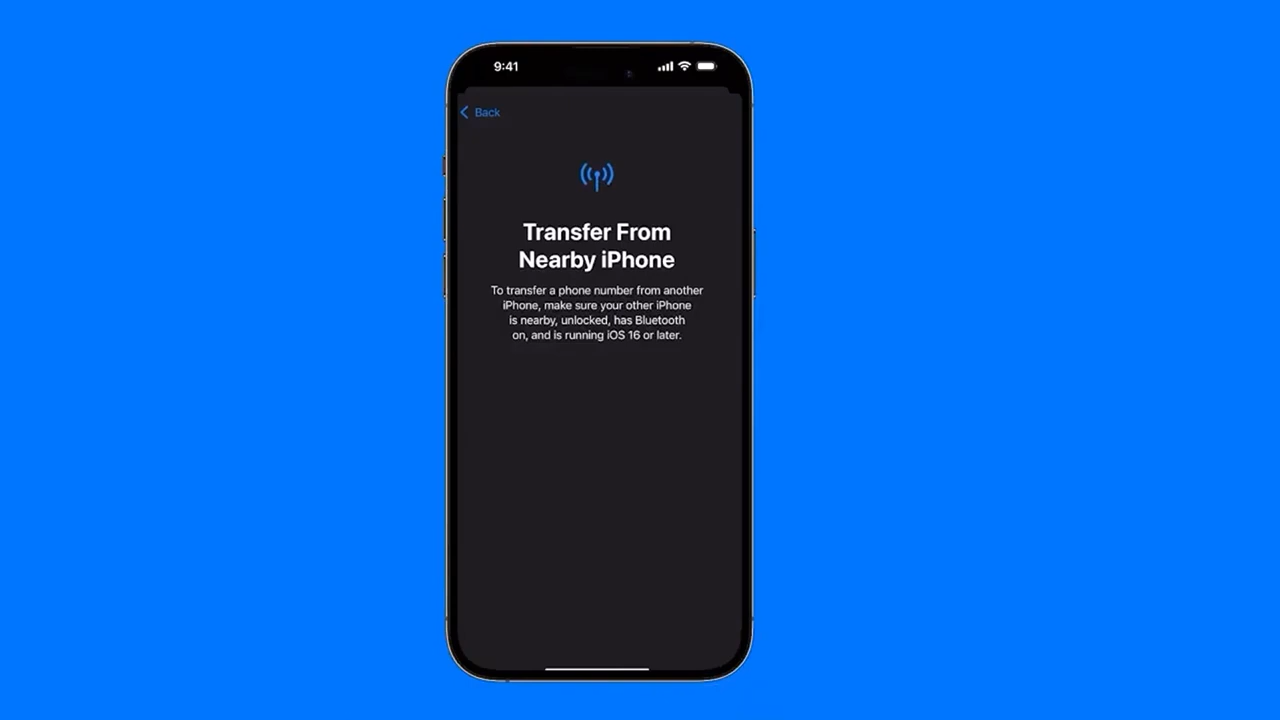 9:41
Back
Transfer From
Nearby iPhone
To transfer a phone number from another
iPhone, make sure your other iPhone
is nearby, unlocked, has Bluetooth
on, and is running iOS 16 or later.